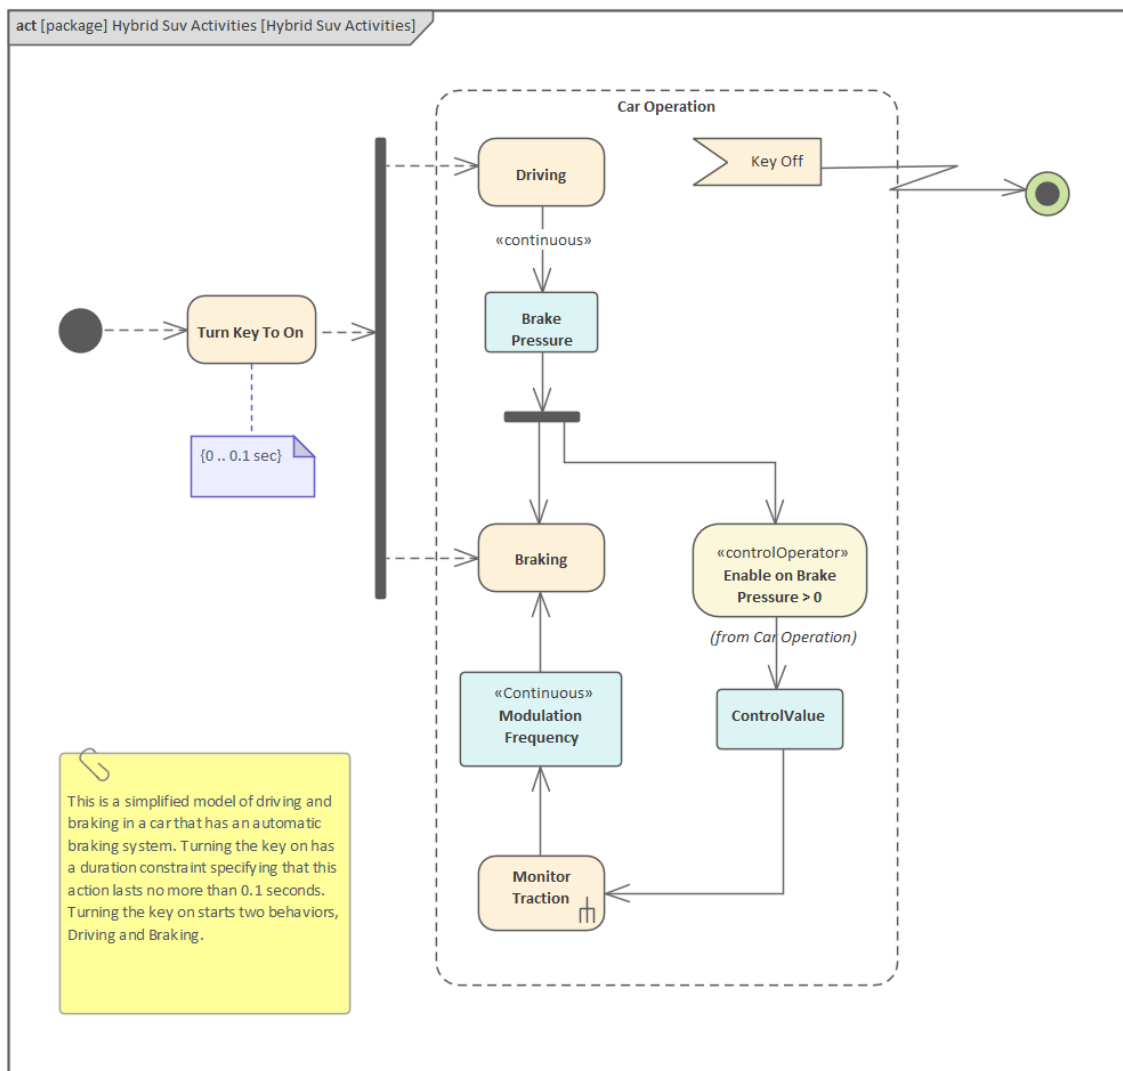 act [package] Hybrid Suv Activities [Hybrid Suv Activities]
Car Operation
Driving
Key Off
«continuous»
Brake
Pressure
Turn Key To On
{0 .. 0.1 sec}
Braking
«controlOperator»
Enable on Brake
Pressure > 0
(from Car Operation)
«Continuous»
Modulation
Frequency
ControlValue
This is a simplified model of driving and
braking in a car that has an automatic
braking system. Turning the key on has
a duration constraint specifying that this
action lasts no more than 0.1 seconds.
Turning the key on starts two behaviors,
Driving and Braking.
Monitor
Traction